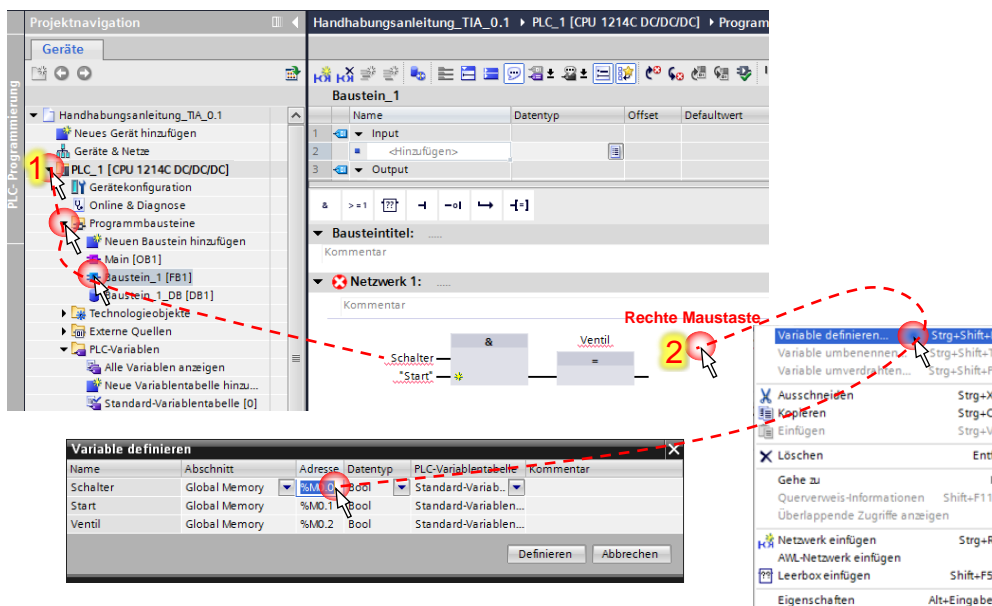 Projektnavigation
Geräte
PLC-Programmierung
Handhabungsanleitung_TIA_0.1
Neues Gerät hinzufügen
Geräte & Netze
1
PLC_1 [CPU 1214C DC/DC/DC]
Gerätekonfiguration
Online & Diagnose
Programmbausteine
Neuen Baustein hinzufügen
Main [OB1]
Baustein_1 [FB1]
Baustein_1_DB [DB1]
Technologieobjekte
Externe Quellen
PLC-Variablen
Alle Variablen anzeigen
Neue Variablentabelle hinzu...
Standard-Variablentabelle [0]
Handhabungsanleitung_TIA_0.1 PLC_1 [CPU 1214C DC/DC/DC] Program
Baustein_1
Name Datentyp Offset Defaultwert
1 Input
2 <Hinzufügen>
3 Output
& >=1 ?? -[=]
Bausteintitel: .....
Kommentar
Netzwerk 1: .....
Kommentar
Rechte Maustaste
2
& Ventil
Schalter =
"Start"
Variable definieren... Strg+Shift+I
Variable umbenennen... Strg+Shift+T
Variable umverdrahten... Strg+Shift+P
Ausschneiden Strg+X
Kopieren Strg+C
Einfügen Strg+V
Löschen Entf
Gehe zu
Querverweis-Informationen Shift+F11
Überlappende Zugriffe anzeigen
Netzwerk einfügen Strg+R
AWL-Netzwerk einfügen
?? Leerbox einfügen Shift+F5
Eigenschaften Alt+Eingabe
Variable definieren
Name Abschnitt Adresse Datentyp PLC-Variablentabelle Kommentar
Schalter Global Memory %M0.0 Bool Standard-Variab...
Start Global Memory %M0.1 Bool Standard-Variablen...
Ventil Global Memory %M0.2 Bool Standard-Variablen...
Definieren Abbrechen